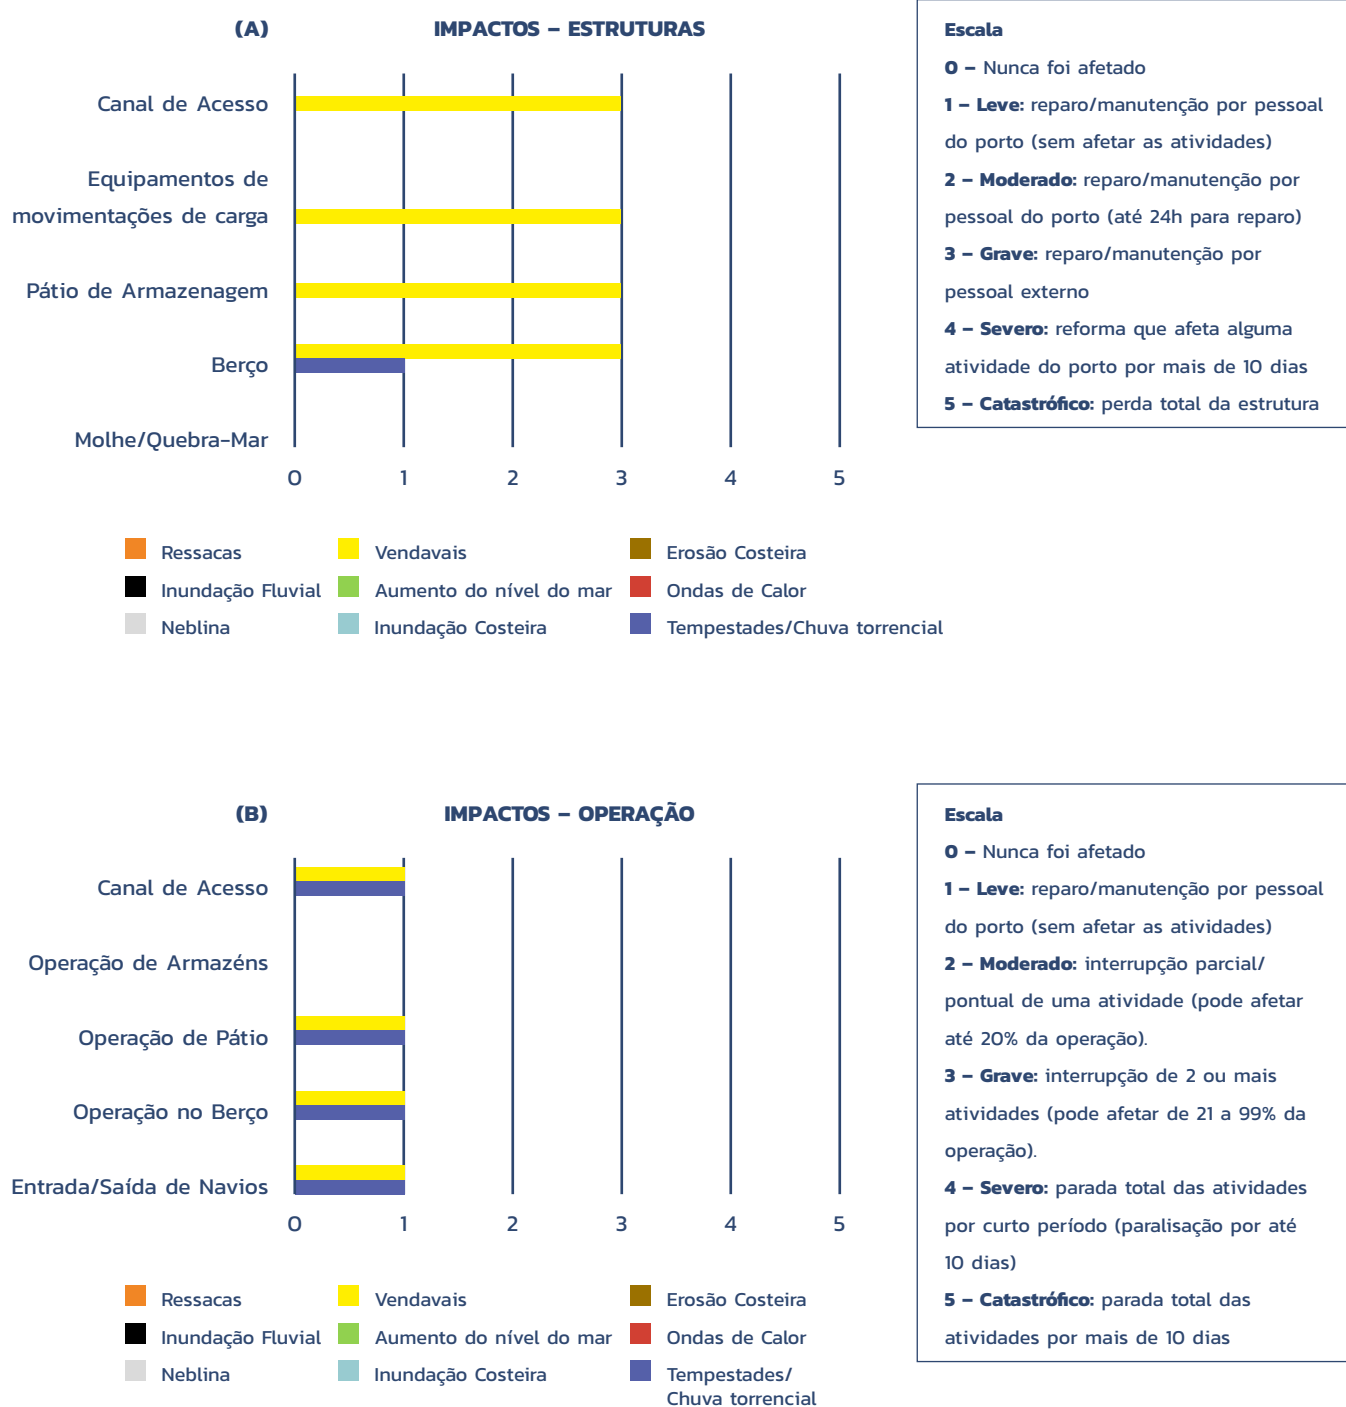 (A)
IMPACTOS – ESTRUTURAS
Canal de Acesso
Equipamentos de
movimentações de carga
Pátio de Armazenagem
Berço
Molhe/Quebra-Mar
0 1 2 3 4 5
Ressacas
Vendavais
Erosão Costeira
Inundação Fluvial
Aumento do nível do mar
Ondas de Calor
Neblina
Inundação Costeira
Tempestades/Chuva torrencial
Escala
0 – Nunca foi afetado
1 – Leve: reparo/manutenção por pessoal
do porto (sem afetar as atividades)
2 – Moderado: reparo/manutenção por
pessoal do porto (até 24h para reparo)
3 – Grave: reparo/manutenção por
pessoal externo
4 – Severo: reforma que afeta alguma
atividade do porto por mais de 10 dias
5 – Catastrófico: perda total da estrutura
(B)
IMPACTOS – OPERAÇÃO
Canal de Acesso
Operação de Armazéns
Operação de Pátio
Operação no Berço
Entrada/Saída de Navios
0 1 2 3 4 5
Ressacas
Vendavais
Erosão Costeira
Inundação Fluvial
Aumento do nível do mar
Ondas de Calor
Neblina
Inundação Costeira
Tempestades/
Chuva torrencial
Escala
0 – Nunca foi afetado
1 – Leve: reparo/manutenção por pessoal
do porto (sem afetar as atividades)
2 – Moderado: interrupção parcial/
pontual de uma atividade (pode afetar
até 20% da operação).
3 – Grave: interrupção de 2 ou mais
atividades (pode afetar de 21 a 99% da
operação).
4 – Severo: parada total das atividades
por curto período (paralisação por até
10 dias)
5 – Catastrófico: parada total das
atividades por mais de 10 dias